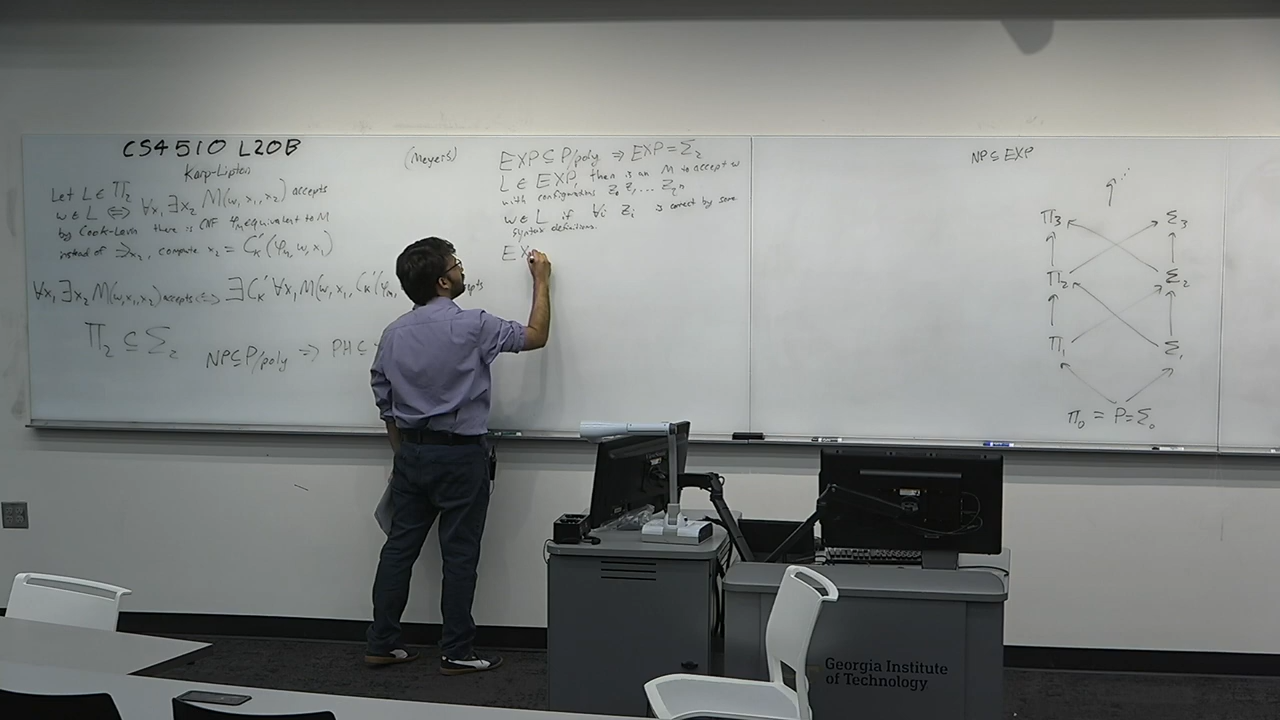 CS4510 L20B
Karp-Lipton
Let L ∈ Π₂
w ∈ L ⟺ ∀x₁ ∃x₂ M(w, x₁, x₂) accepts
by Cook-Levin there is CNF φₘ equivalent to M
instead of ∃x₂, compute x₂ = C'ₖ(φₘ, w, x₁)
∀x₁ ∃x₂ M(w, x₁, x₂) accepts ⟺ ∃C'ₖ ∀x₁ M(w, x₁, C'ₖ(φₘ,
Π₂ ⊆ Σ₂
NP⊆P/poly ⟹ PH ⊆
(Meyers)
EXP ⊆ P/poly ⟹ EXP = Σ₂
L ∈ EXP then is an M to accept w
with configurations Z₀ Z₁ ... Z₂ⁿ
w ∈ L if ∀i Zᵢ is correct by some
syntax definitions.
EX
NP ⊆ EXP
Π₃ Σ₃
Π₂ Σ₂
Π₁ Σ₁
Π₀ = P = Σ₀
Georgia Institute
of Technology